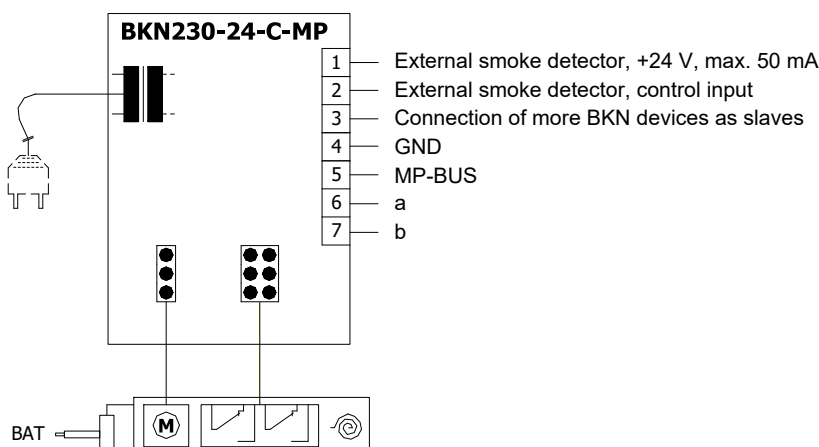 BKN230-24-C-MP
1 External smoke detector, +24 V, max. 50 mA
2 External smoke detector, control input
3 Connection of more BKN devices as slaves
4 GND
5 MP-BUS
6 a
7 b
BAT M